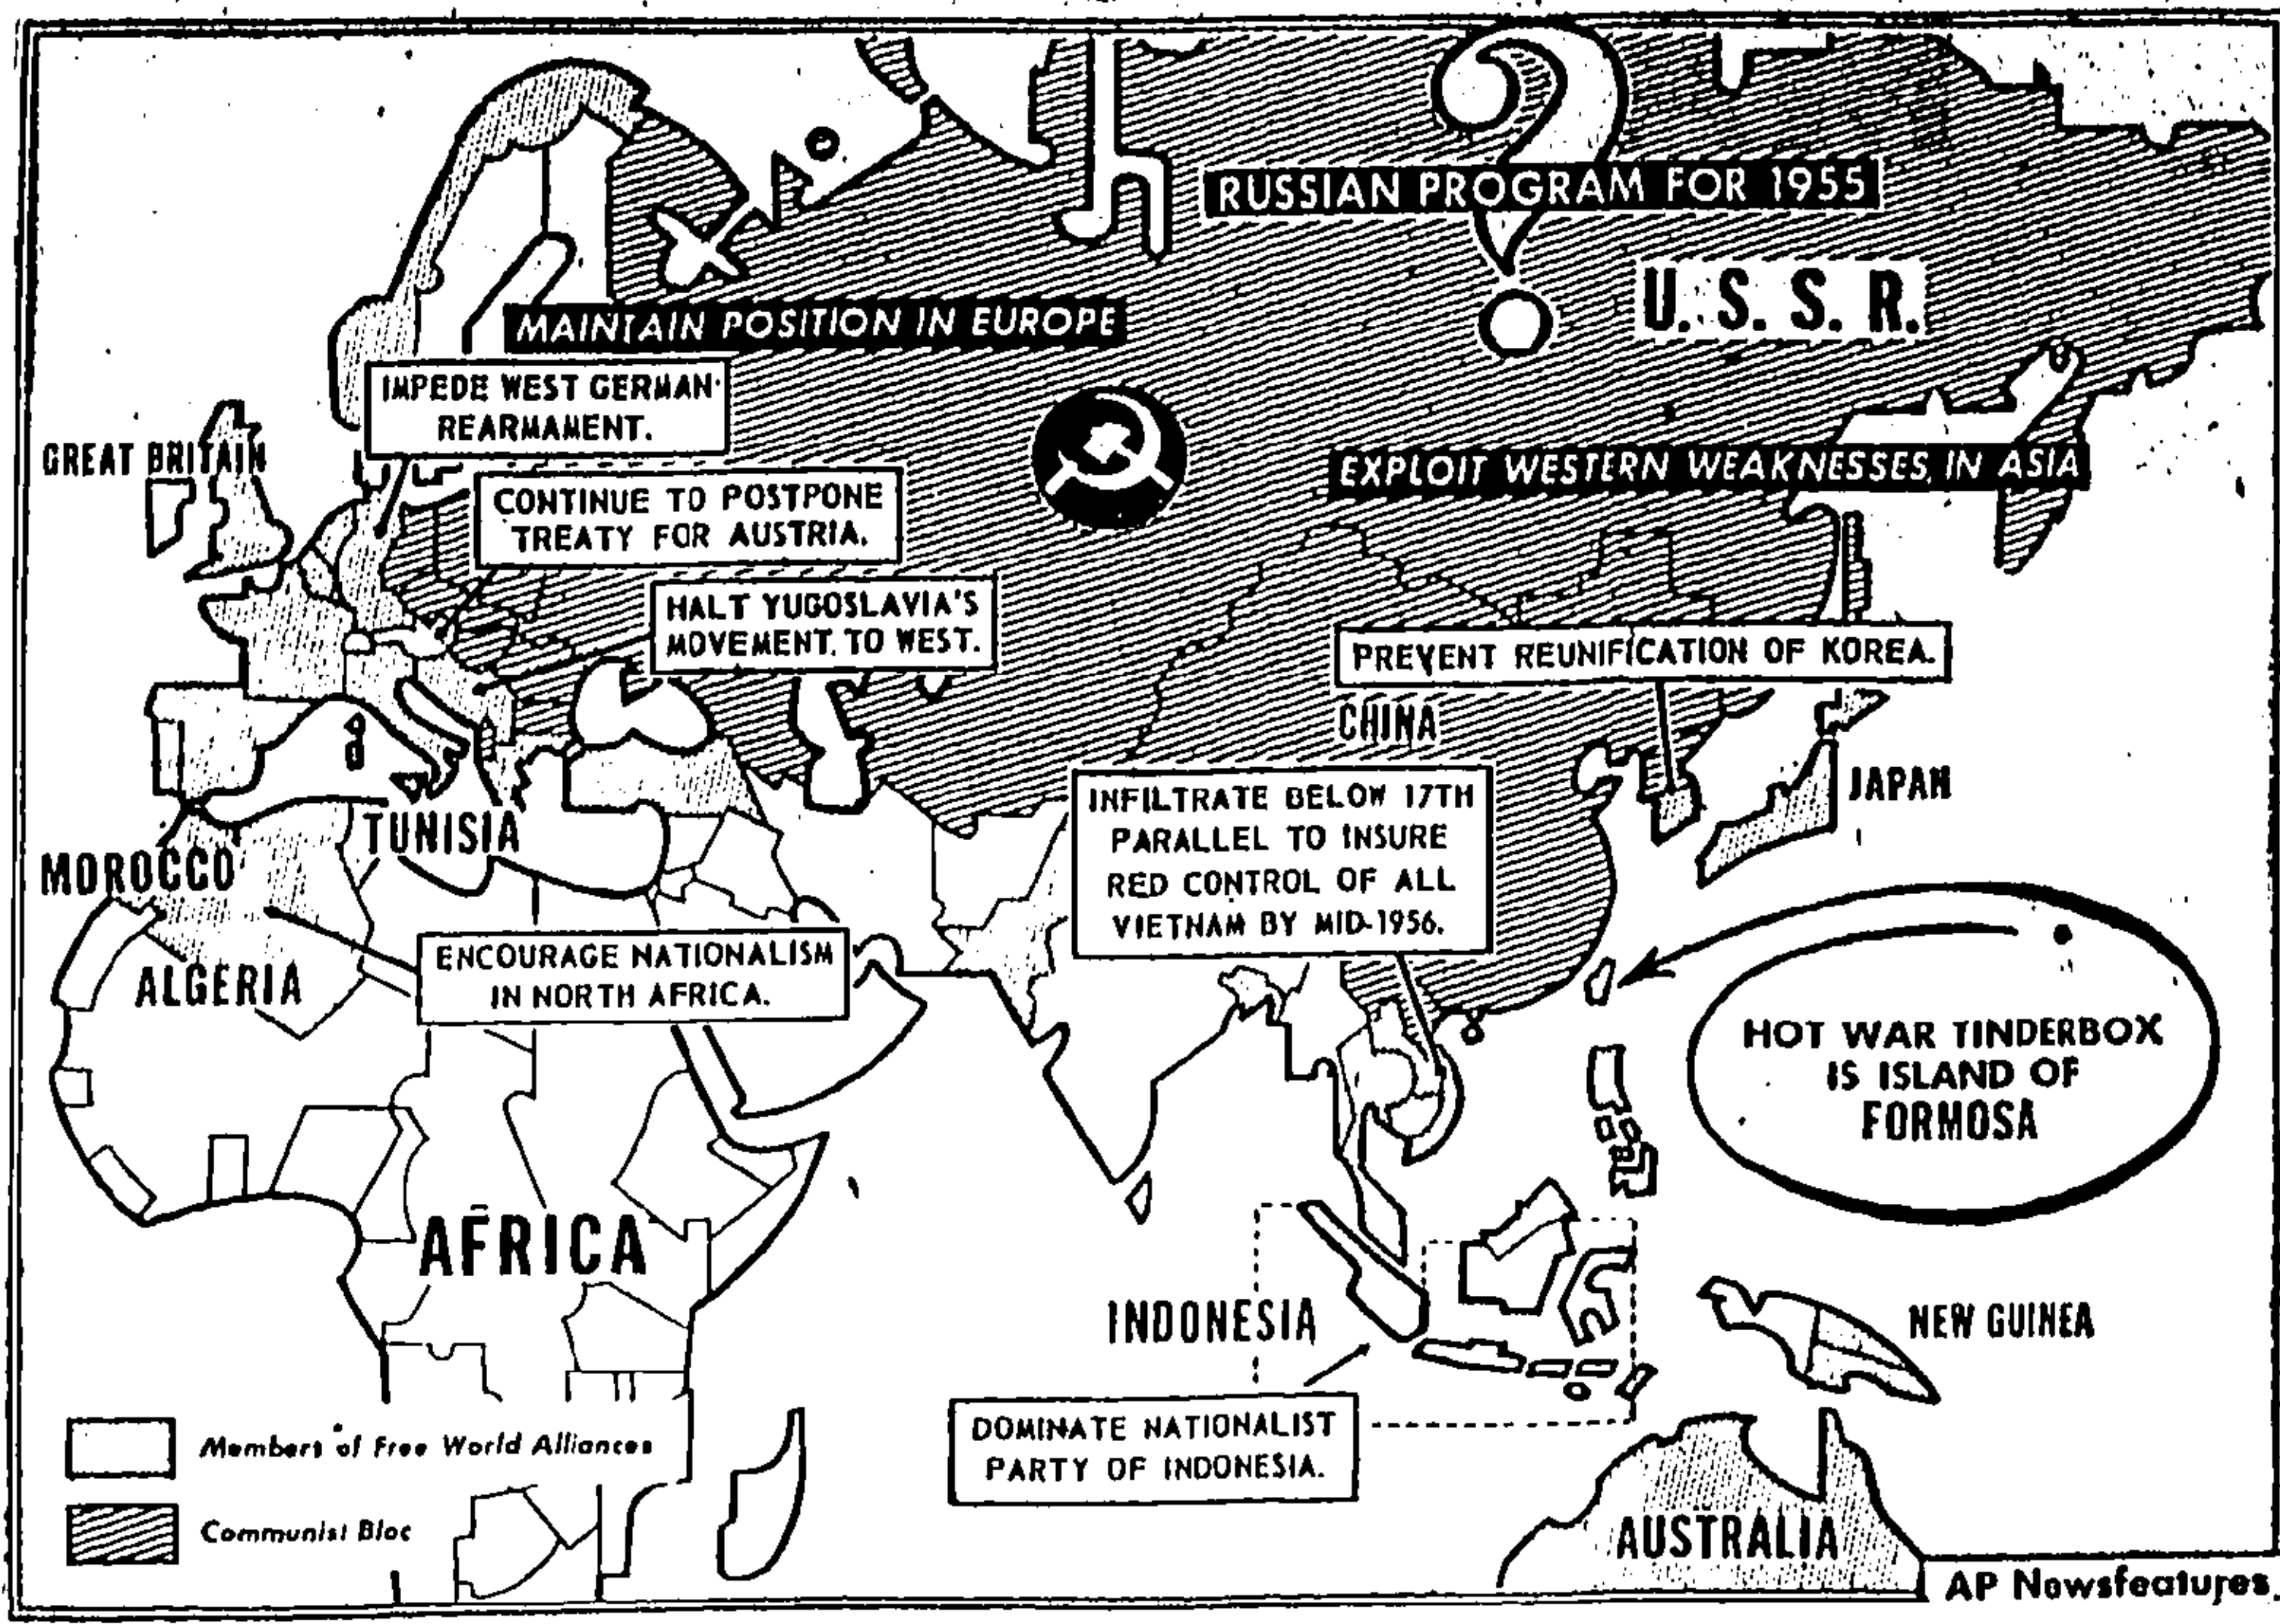 RUSSIAN PROGRAM FOR 1955
U. S. S. R.
MAINTAIN POSITION IN EUROPE
IMPEDE WEST GERMAN
REARMAMENT.
GREAT BRITAIN
CONTINUE TO POSTPONE
TREATY FOR AUSTRIA.
HALT YUGOSLAVIA'S
MOVEMENT TO WEST.
EXPLOIT WESTERN WEAKNESSES IN ASIA
PREVENT REUNIFICATION OF KOREA.
CHINA
JAPAN
INFILTRATE BELOW 17TH
PARALLEL TO INSURE
RED CONTROL OF ALL
VIETNAM BY MID-1956.
TUNISIA
MOROCCO
ALGERIA
ENCOURAGE NATIONALISM
IN NORTH AFRICA.
HOT WAR TINDERBOX
IS ISLAND OF
FORMOSA
AFRICA
INDONESIA
NEW GUINEA
DOMINATE NATIONALIST
PARTY OF INDONESIA.
AUSTRALIA
Members of Free World Alliances
Communist Bloc
AP Newsfeatures